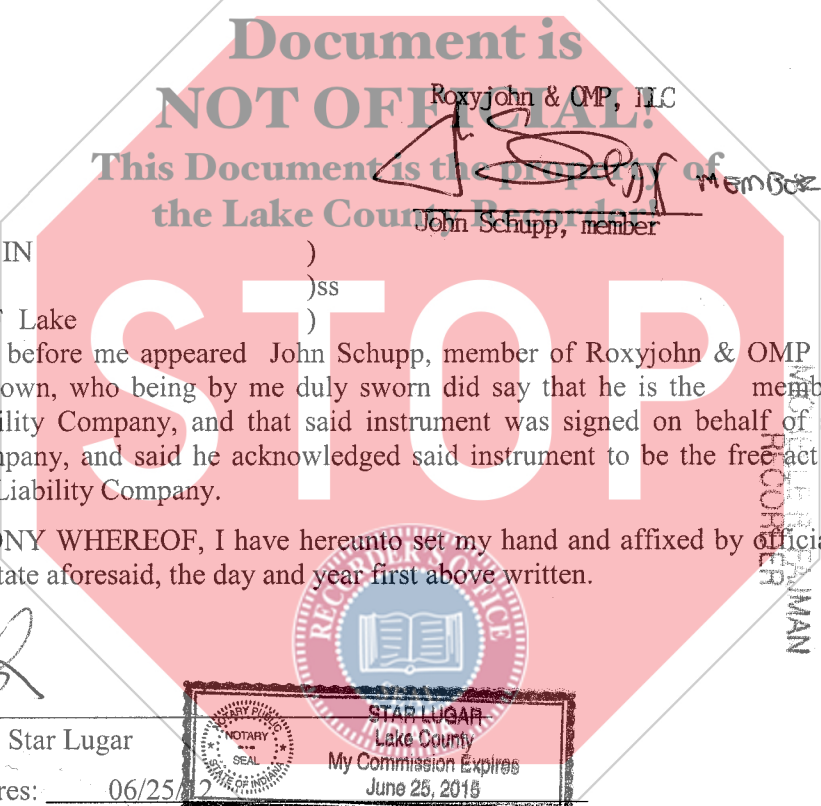 Document is
NOT OFFICIAL!
This Document is the property of
the Lake County Recorder!
Roxyjohn & OMP, LLC
MEMBER
John Schupp, member
IN )
)ss
Lake )
before me appeared John Schupp, member of Roxyjohn & OMP
own, who being by me duly sworn did say that he is the memb
ility Company, and that said instrument was signed on behalf of
mpany, and said he acknowledged said instrument to be the free act
Liability Company.
ONY WHEREOF, I have hereunto set my hand and affixed by officia
tate aforesaid, the day and year first above written.
STOP
RECORDER
RECORDER'S OFFICE
INDIANA
Star Lugar
res: 06/25/12
NOTARY PUBLIC
NOTARY
SEAL
STATE OF INDIANA
STAR LUGAR
Lake County
My Commission Expires
June 25, 2015